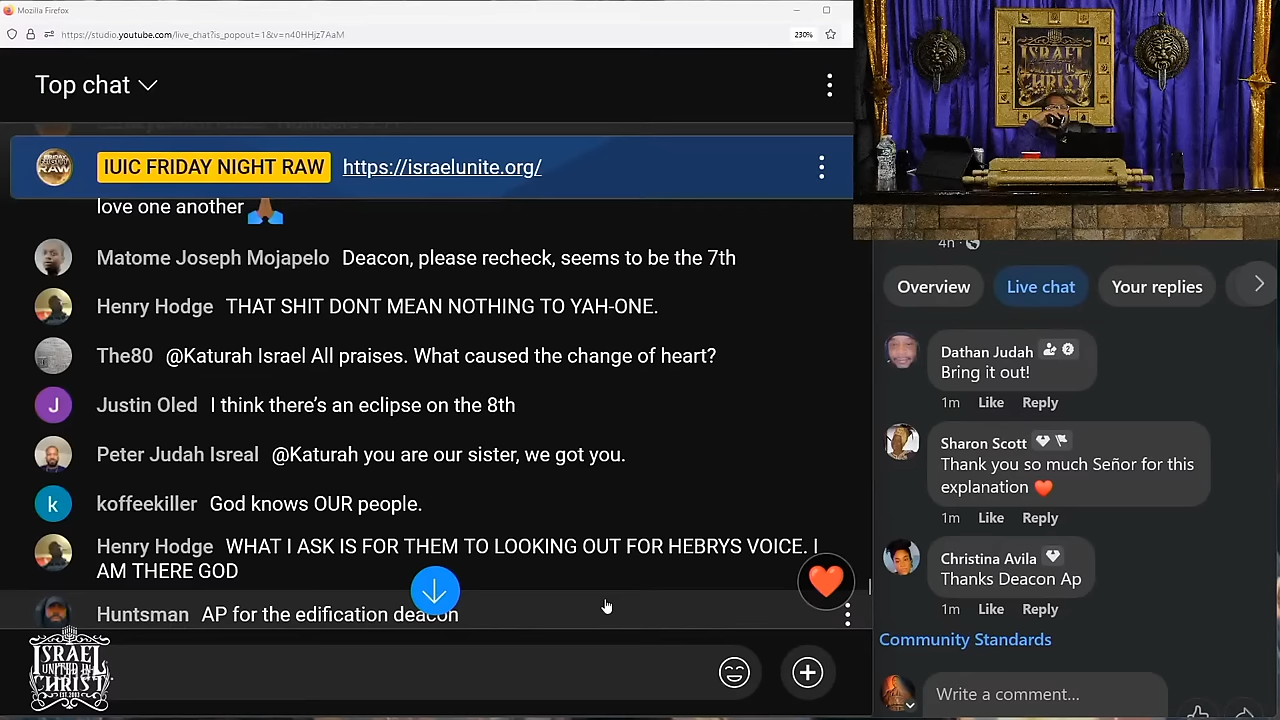 Mozilla Firefox
https://studio.youtube.com/live_chat?is_popout=1&v=n40HHjz7AaM
230%
Top chat
IUIC FRIDAY NIGHT RAW https://israelunite.org/
love one another
Matome Joseph Mojapelo Deacon, please recheck, seems to be the 7th
Henry Hodge THAT SHIT DONT MEAN NOTHING TO YAH-ONE.
The80 @Katurah Israel All praises. What caused the change of heart?
J Justin Oled I think there’s an eclipse on the 8th
Peter Judah Isreal @Katurah you are our sister, we got you.
k koffeekiller God knows OUR people.
Henry Hodge WHAT I ASK IS FOR THEM TO LOOKING OUT FOR HEBRYS VOICE. I
AM THERE GOD
Huntsman AP for the edification deacon
ISRAEL
UNITED IN
CHRIST
EST. 2003
ISRAEL
UNITED IN
CHRIST
4h
Overview Live chat Your replies
Dathan Judah
Bring it out!
1m Like Reply
Sharon Scott
Thank you so much Señor for this
explanation
1m Like Reply
Christina Avila
Thanks Deacon Ap
1m Like Reply
Community Standards
Write a comment...